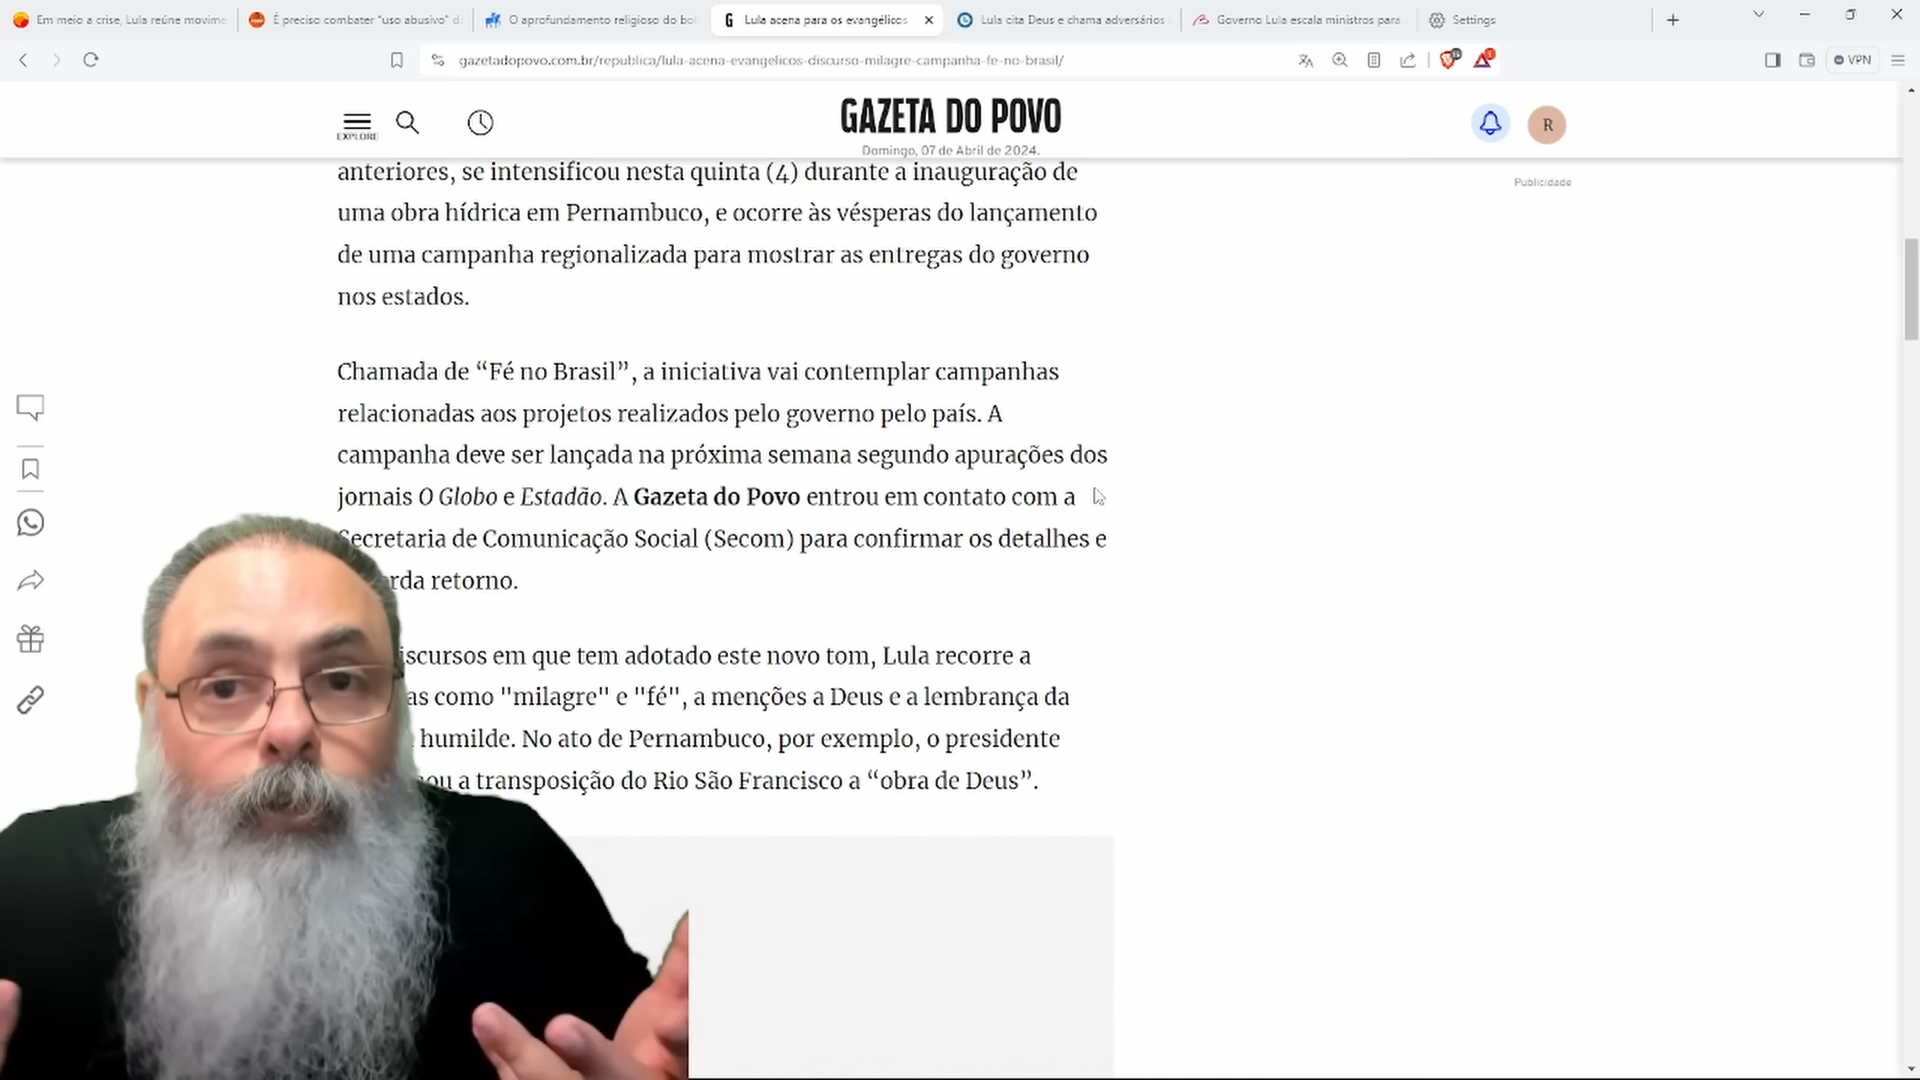 Em meio a crise, Lula reúne movime
É preciso combater "uso abusivo" d
O aprofundamento religioso do bo
Lula acena para os evangélicos
Lula cita Deus e chama adversários
Governo Lula escala ministros para
Settings
gazetadopovo.com.br/republica/lula-acena-evangelicos-discurso-milagre-campanha-fe-no-brasil/
VPN
EXPLORE
GAZETA DO POVO
Domingo, 07 de Abril de 2024.
R
Publicidade
anteriores, se intensificou nesta quinta (4) durante a inauguração de
uma obra hídrica em Pernambuco, e ocorre às vésperas do lançamento
de uma campanha regionalizada para mostrar as entregas do governo
nos estados.
Chamada de “Fé no Brasil”, a iniciativa vai contemplar campanhas
relacionadas aos projetos realizados pelo governo pelo país. A
campanha deve ser lançada na próxima semana segundo apurações dos
jornais O Globo e Estadão. A Gazeta do Povo entrou em contato com a
Secretaria de Comunicação Social (Secom) para confirmar os detalhes e
rda retorno.
iscursos em que tem adotado este novo tom, Lula recorre a
as como "milagre" e "fé", a menções a Deus e a lembrança da
humilde. No ato de Pernambuco, por exemplo, o presidente
ou a transposição do Rio São Francisco a “obra de Deus”.